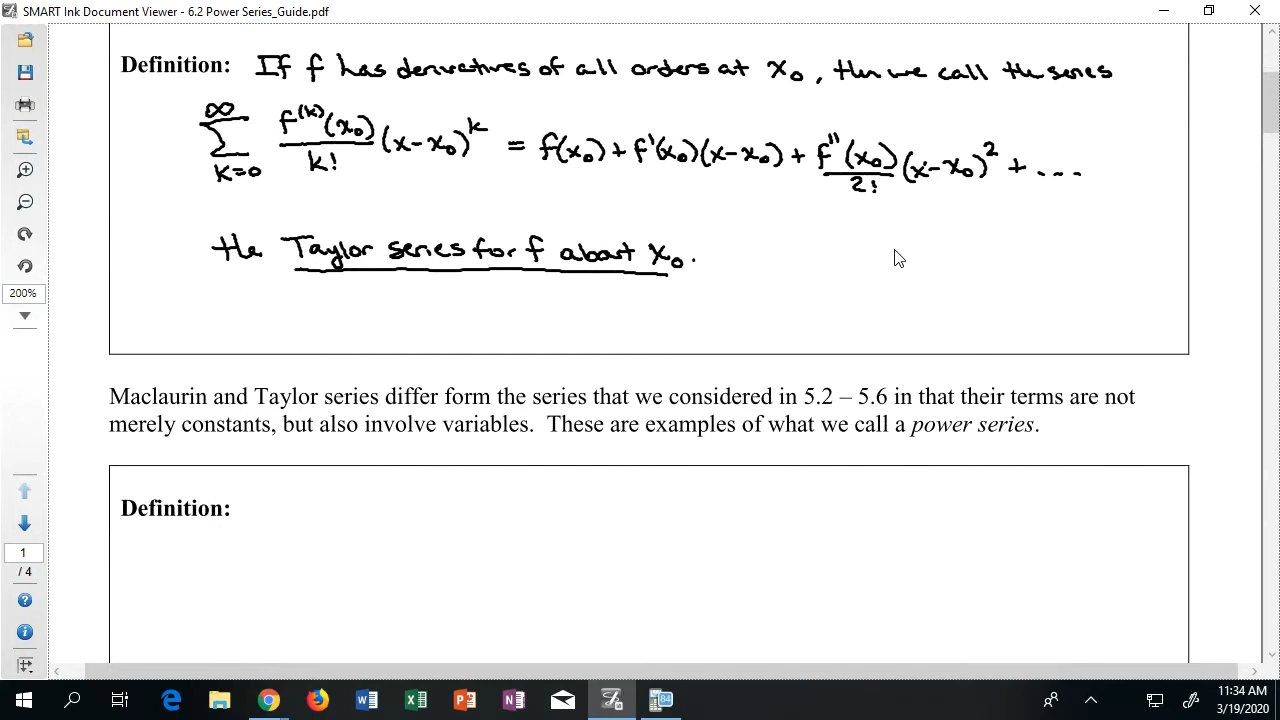 SMART Ink Document Viewer - 6.2 Power Series_Guide.pdf
Definition: If f has derivatives of all orders at x₀, then we call the series
∞
∑ f⁽ᵏ⁾(x₀)/k! (x-x₀)ᵏ = f(x₀) + f'(x₀)(x-x₀) + f''(x₀)/2! (x-x₀)² + ....
k=0
the Taylor series for f about x₀.
200%
Maclaurin and Taylor series differ form the series that we considered in 5.2 – 5.6 in that their terms are not
merely constants, but also involve variables. These are examples of what we call a power series.
Definition:
1
/ 4
11:34 AM
3/19/2020